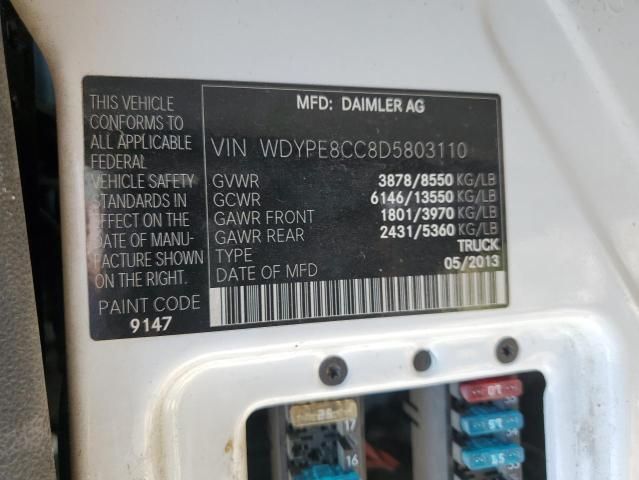 MFD: DAIMLER AG
THIS VEHICLE
CONFORMS TO
ALL APPLICABLE
FEDERAL
VEHICLE SAFETY
STANDARDS IN
EFFECT ON THE
DATE OF MANU-
FACTURE SHOWN
ON THE RIGHT.
PAINT CODE
9147
VIN WDYPE8CC8D5803110
GVWR 3878/8550 KG/LB
GCWR 6146/13550 KG/LB
GAWR FRONT 1801/3970 KG/LB
GAWR REAR 2431/5360 KG/LB
TYPE TRUCK
DATE OF MFD 05/2013
17
16